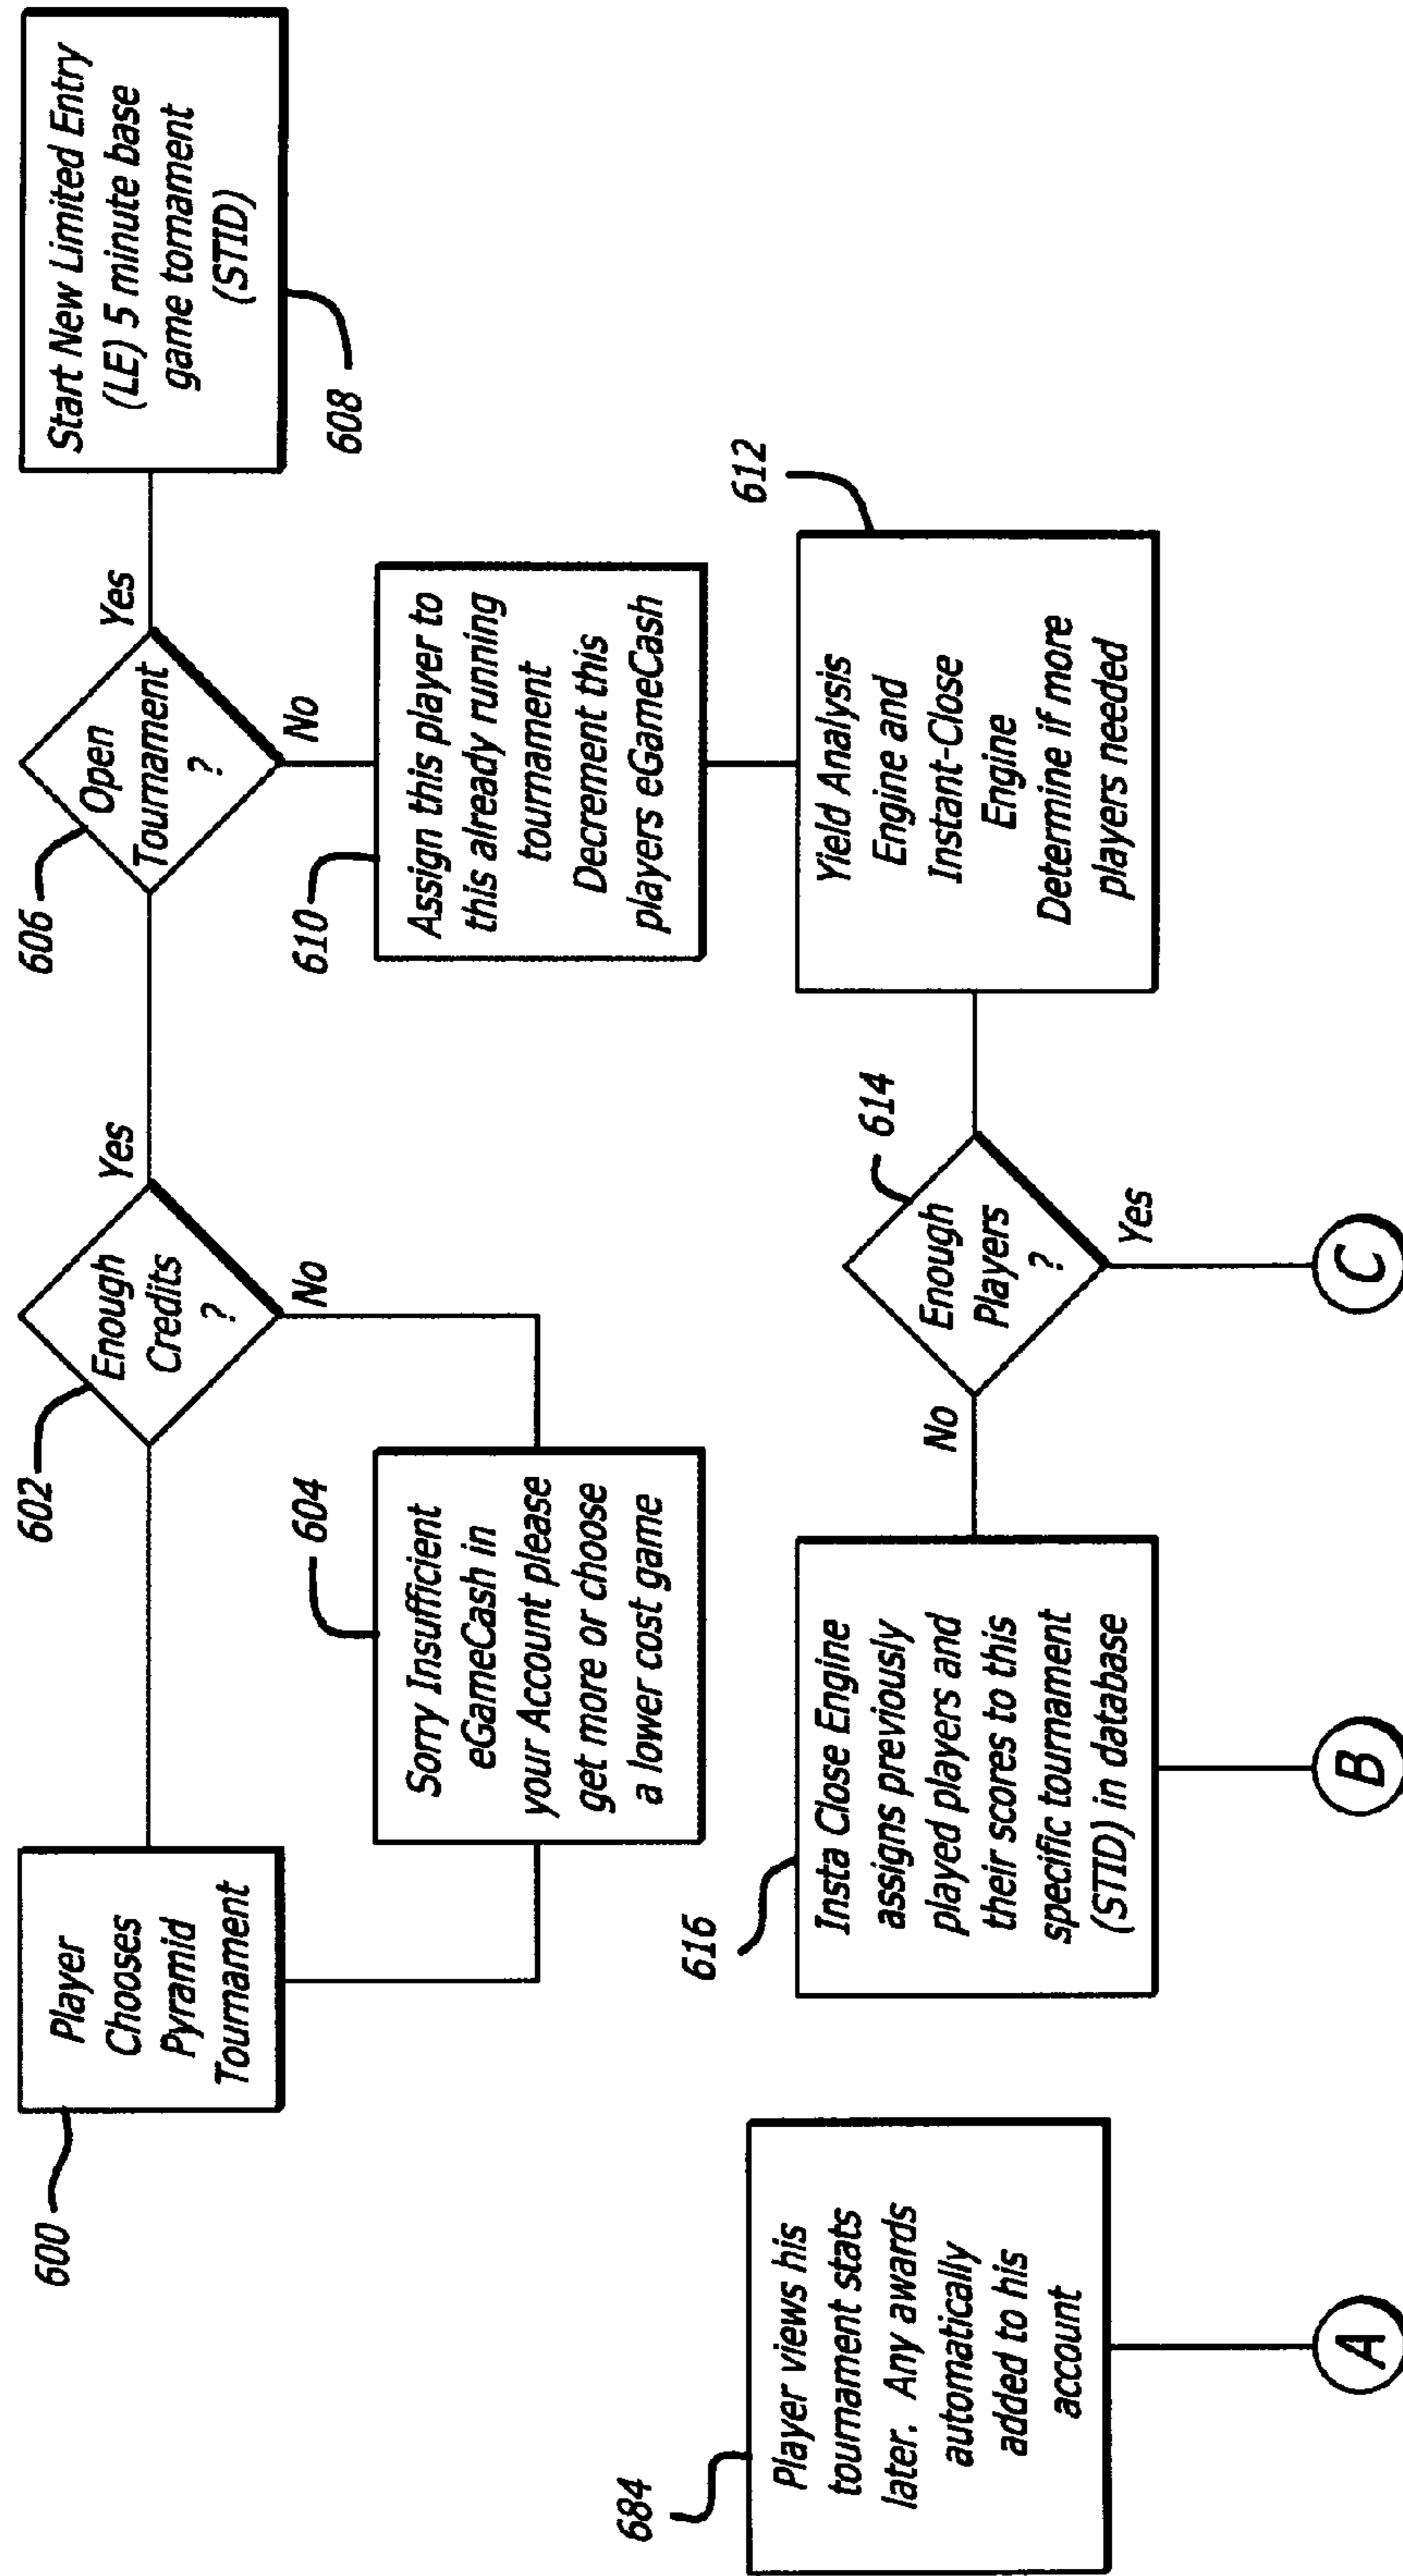 600
Player
Chooses
Pyramid
Tournament
602
Enough
Credits
?
Yes
No
604
Sorry Insufficient
eGameCash in
your Account please
get more or choose
a lower cost game
606
Open
Tournament
?
Yes
No
Start New Limited Entry
(LE) 5 minute base
game tornament
(STID)
608
610
Assign this player to
this already running
tournament
Decrement this
players eGameCash
612
Yield Analysis
Engine and
Instant-Close
Engine
Determine if more
players needed
614
Enough
Players
?
No
Yes
616
Insta Close Engine
assigns previously
played players and
their scores to this
specific tournament
(STID) in database
684
Player views his
tournament stats
later. Any awards
automatically
added to his
account
A
B
C